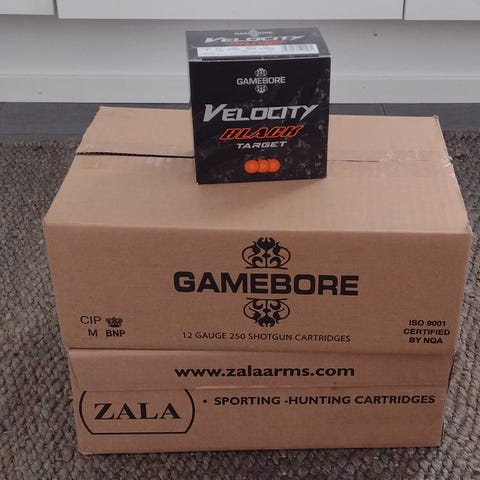 GAMEBORE
VELOCITY
BLACK
TARGET
GAMEBORE
12 GAUGE 250 SHOTGUN CARTRIDGES
CIP
M BNP
ISO 9001
CERTIFIED
BY NQA
www.zalaarms.com
ZALA
• SPORTING -HUNTING CARTRIDGES